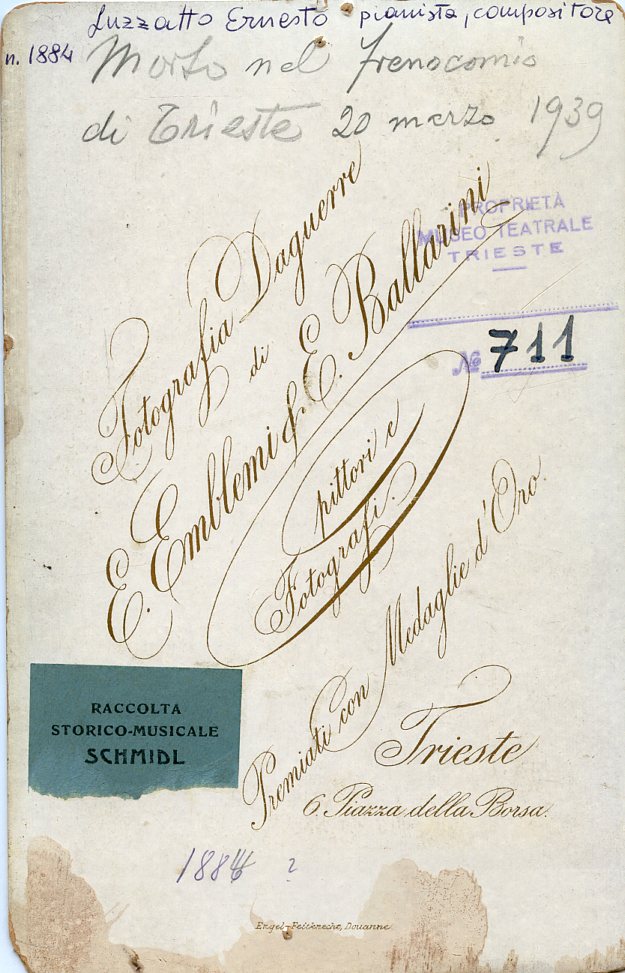 Luzzatto Ernesto pianista, compositore
n. 1884
Morto nel frenocomio
di Trieste 20 marzo 1939
PROPRIETÀ
MUSEO TEATRALE
TRIESTE
№ 711
Fotografia Daguerre
di
E. Emblemi & E. Ballarini
pittori e
Fotografi.
Premiati con Medaglie d'Oro.
Trieste
6. Piazza della Borsa.
RACCOLTA
STORICO-MUSICALE
SCHMIDL
1884 ?